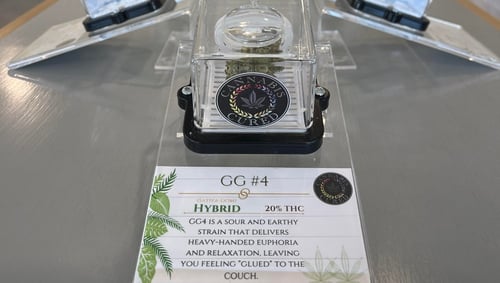 CANNABIS
CURED
GG #4
HYBRID 20% THC
GG4 IS A SOUR AND EARTHY
STRAIN THAT DELIVERS
HEAVY-HANDED EUPHORIA
AND RELAXATION, LEAVING
YOU FEELING "GLUED" TO THE
COUCH.